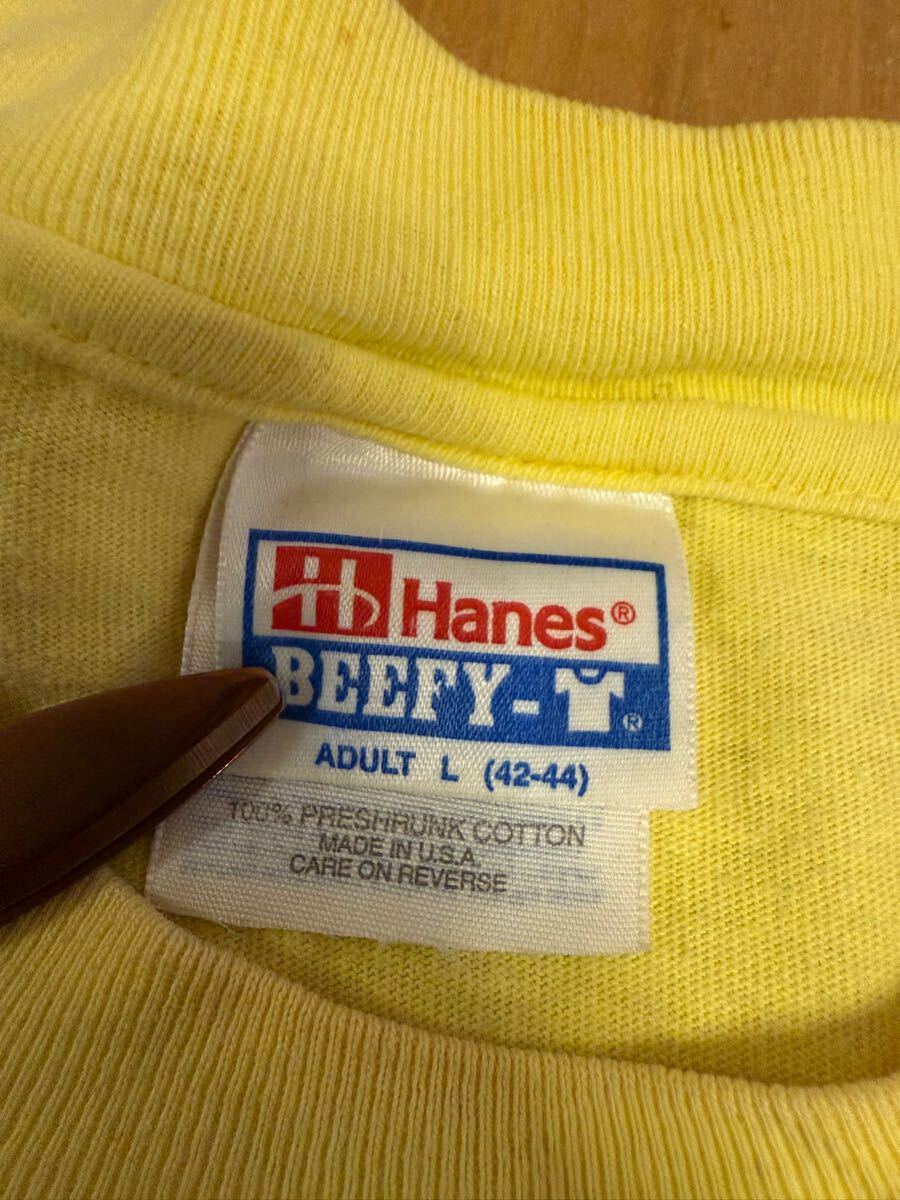 Hanes®
BEEFY-T®
ADULT L (42-44)
100% PRESHRUNK COTTON
MADE IN U.S.A.
CARE ON REVERSE